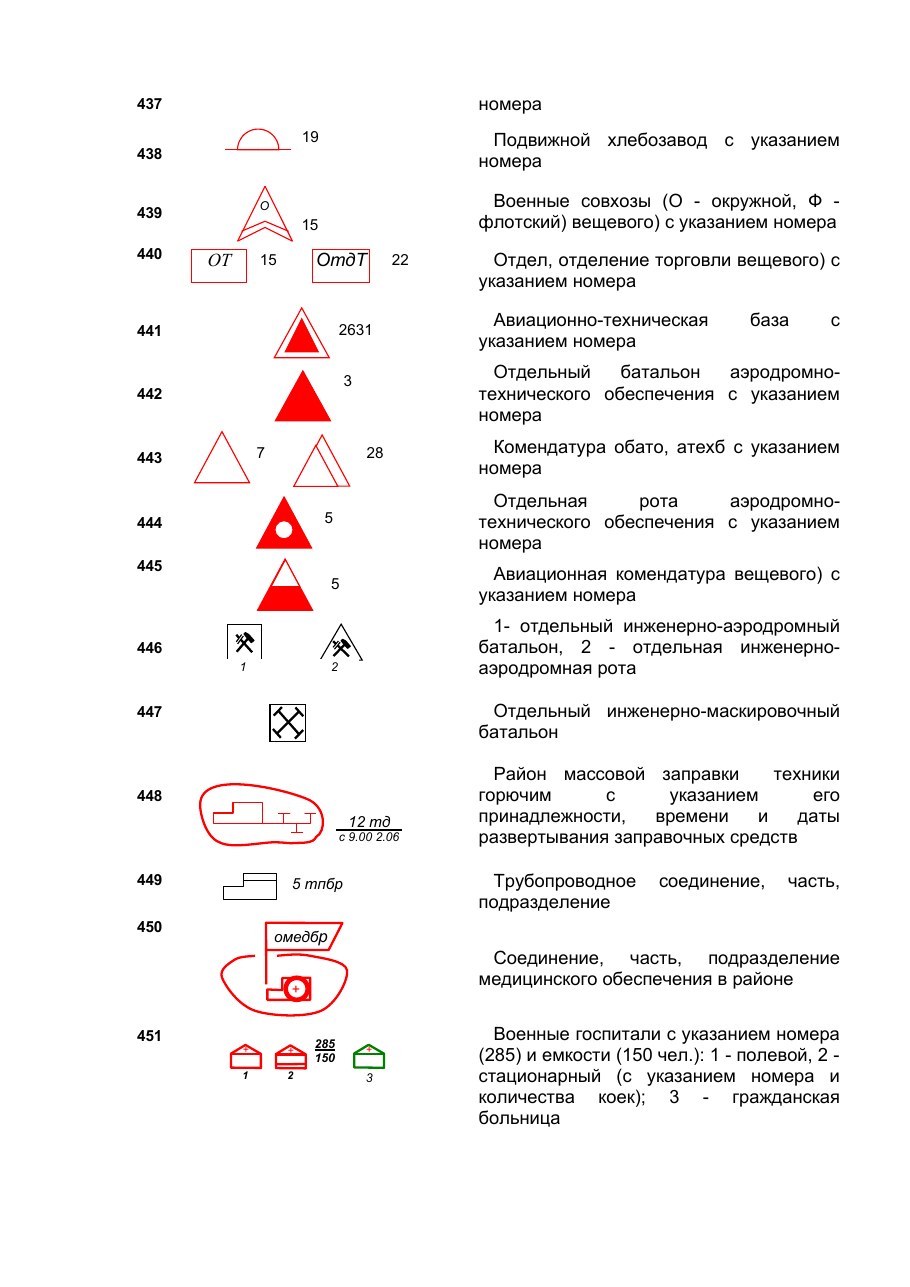 437 номера
19
438 Подвижной хлебозавод с указанием
номера
О
439 Военные совхозы (О - окружной, Ф -
15 флотский) вещевого) с указанием номера
440 ОТ 15 ОтдТ 22 Отдел, отделение торговли вещевого) с
указанием номера
441 2631 Авиационно-техническая база с
указанием номера
442 3 Отдельный батальон аэродромно-
технического обеспечения с указанием
номера
443 7 28 Комендатура обато, атехб с указанием
номера
444 5 Отдельная рота аэродромно-
технического обеспечения с указанием
номера
445 5 Авиационная комендатура вещевого) с
указанием номера
446 1- отдельный инженерно-аэродромный
батальон, 2 - отдельная инженерно-
аэродромная рота
1 2
447 Отдельный инженерно-маскировочный
батальон
448 Район массовой заправки техники
горючим с указанием его
принадлежности, времени и даты
развертывания заправочных средств
12 тд
с 9.00 2.06
449 5 тпбр Трубопроводное соединение, часть,
подразделение
450 омедбр
Соединение, часть, подразделение
медицинского обеспечения в районе
451 285 Военные госпитали с указанием номера
150 (285) и емкости (150 чел.): 1 - полевой, 2 -
1 2 3 стационарный (с указанием номера и
количества коек); 3 - гражданская
больница